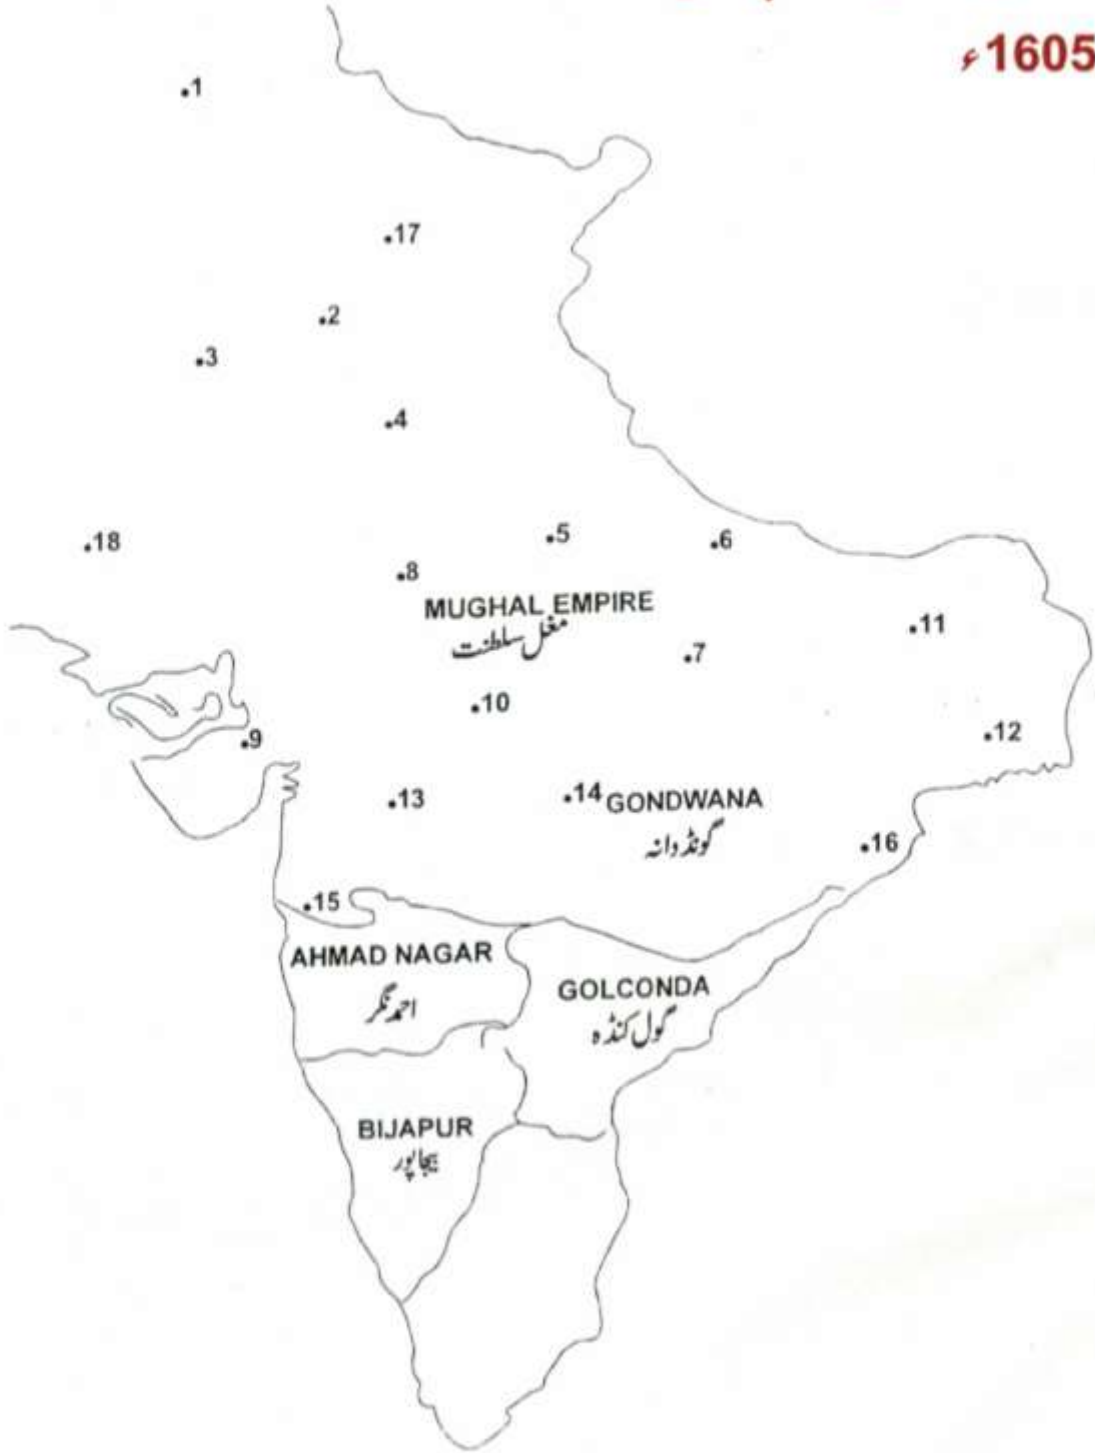 1605ء
.1
.17
.2
.3
.4
.18
.5
.6
.8
MUGHAL EMPIRE
مغل سلطنت
.11
.7
.10
.9
.12
.13
.14 GONDWANA
گونڈوانہ
.16
.15
AHMAD NAGAR
احمد نگر
GOLCONDA
گول کنڈہ
BIJAPUR
بیجاپور